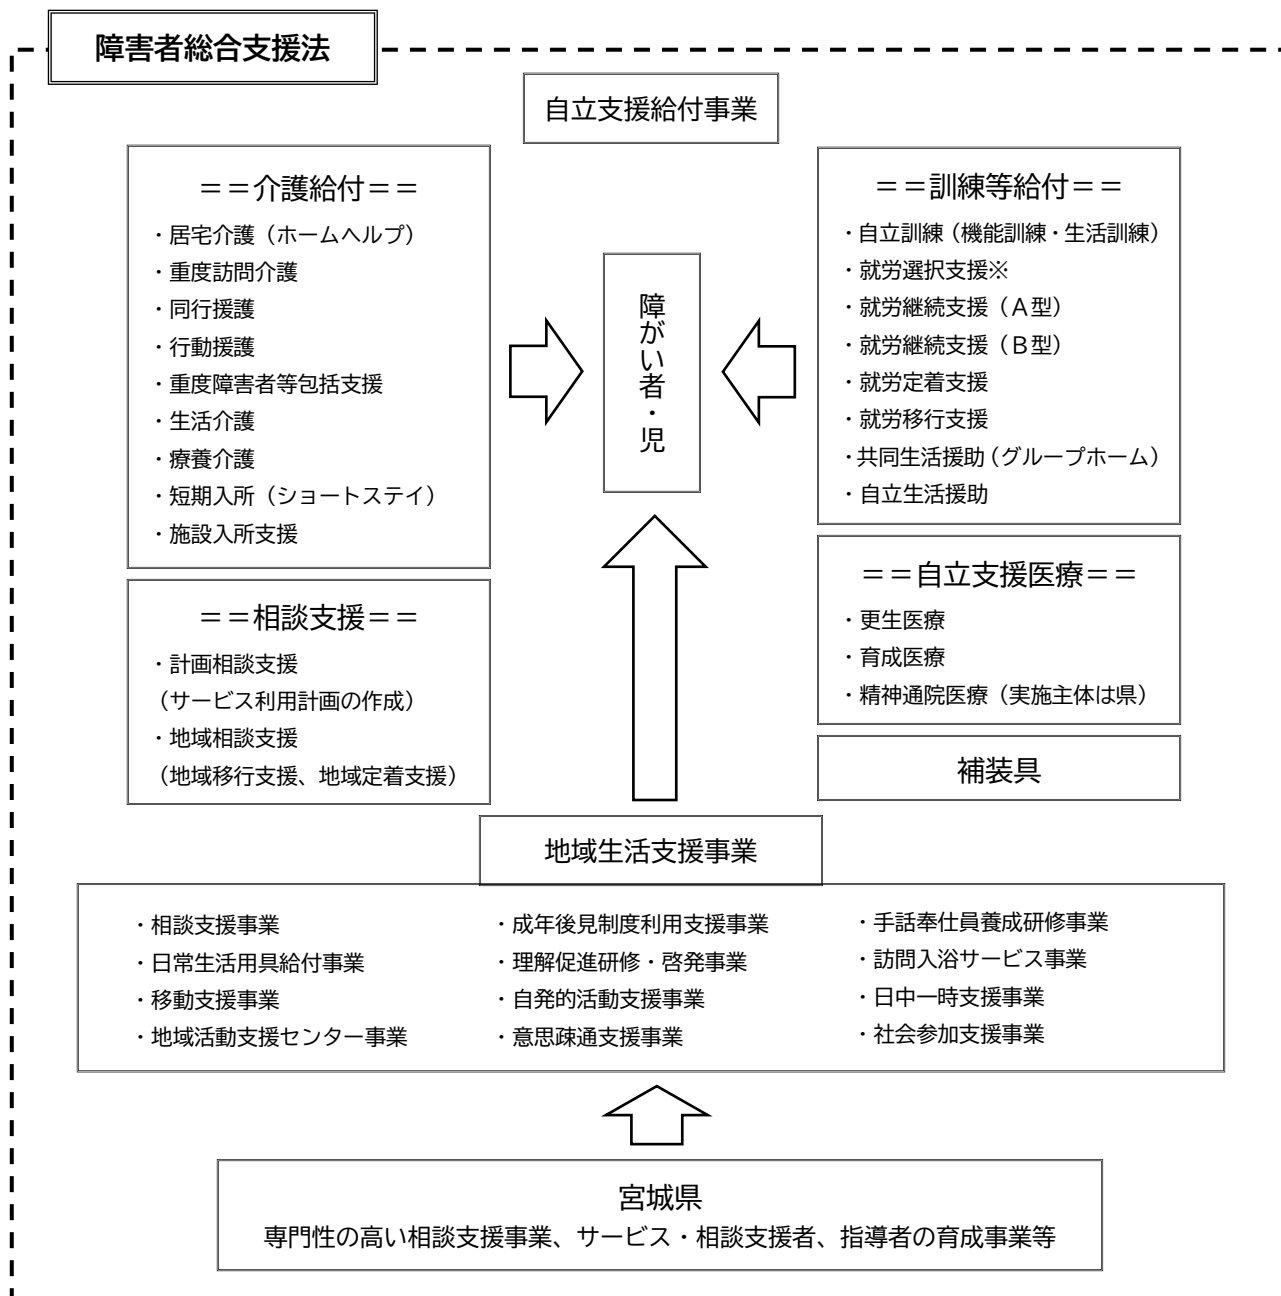 障害者総合支援法
自立支援給付事業
＝＝介護給付＝＝
・居宅介護（ホームヘルプ）
・重度訪問介護
・同行援護
・行動援護
・重度障害者等包括支援
・生活介護
・療養介護
・短期入所（ショートステイ）
・施設入所支援
＝＝相談支援＝＝
・計画相談支援
（サービス利用計画の作成）
・地域相談支援
（地域移行支援、地域定着支援）
障がい者・児
＝＝訓練等給付＝＝
・自立訓練（機能訓練・生活訓練）
・就労選択支援※
・就労継続支援（Ａ型）
・就労継続支援（Ｂ型）
・就労定着支援
・就労移行支援
・共同生活援助（グループホーム）
・自立生活援助
＝＝自立支援医療＝＝
・更生医療
・育成医療
・精神通院医療（実施主体は県）
補装具
地域生活支援事業
・相談支援事業
・日常生活用具給付事業
・移動支援事業
・地域活動支援センター事業
・成年後見制度利用支援事業
・理解促進研修・啓発事業
・自発的活動支援事業
・意思疎通支援事業
・手話奉仕員養成研修事業
・訪問入浴サービス事業
・日中一時支援事業
・社会参加支援事業
宮城県
専門性の高い相談支援事業、サービス・相談支援者、指導者の育成事業等